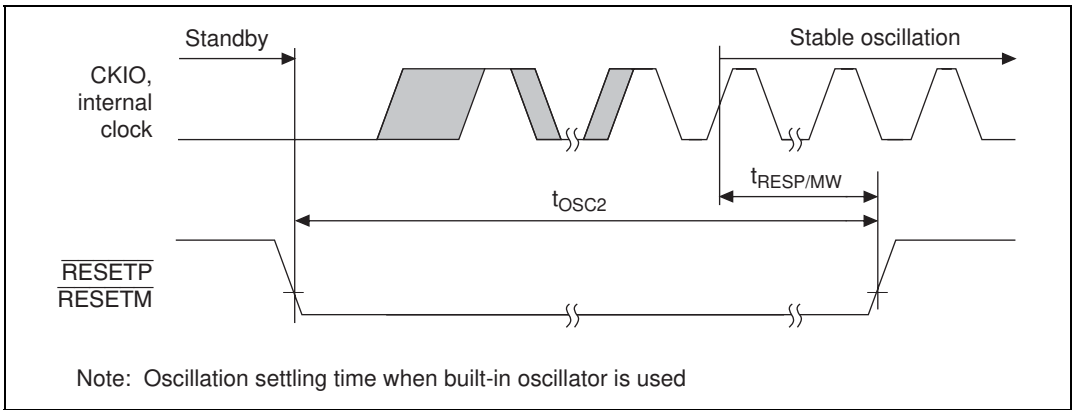 Standby
Stable oscillation
CKIO,
internal
clock
tRESP/MW
tOSC2
RESETP
RESETM
Note: Oscillation settling time when built-in oscillator is used